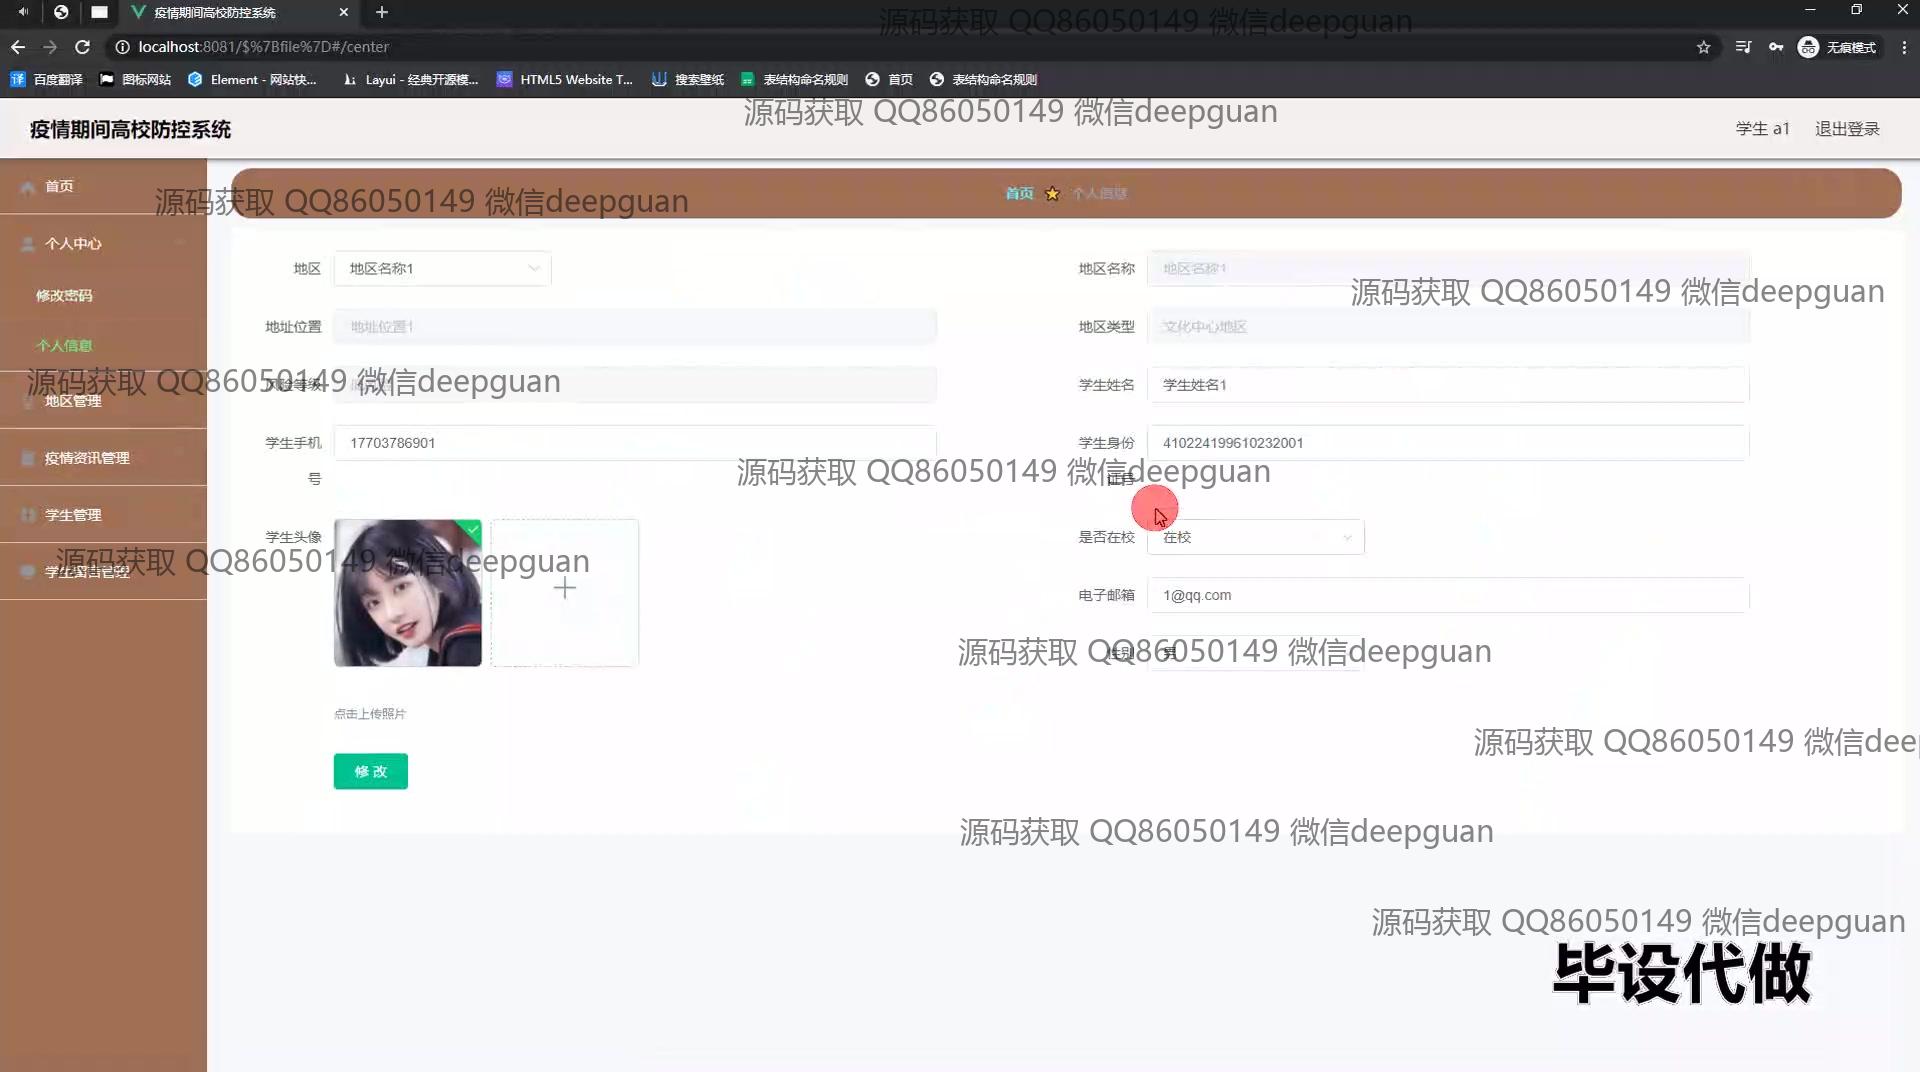 疫情期间高校防控系统
localhost:8081/$%7Bfile%7D#/center
无痕模式
百度翻译
图标网站
Element - 网站快...
Layui - 经典开源模...
HTML5 Website T...
搜索壁纸
表结构命名规则
首页
表结构命名规则
源码获取 QQ86050149 微信deepguan
源码获取 QQ86050149 微信deepguan
疫情期间高校防控系统
学生 a1
退出登录
首页
源码获取 QQ86050149 微信deepguan
首页
个人信息
个人中心
修改密码
个人信息
地区管理
疫情资讯管理
学生管理
学生留言管理
地区
地区名称1
地区名称
地区名称1
源码获取 QQ86050149 微信deepguan
地址位置
地址位置1
地区类型
文化中心地区
源码获取 QQ86050149 微信deepguan
风险等级
学生姓名
学生姓名1
学生手机号
17703786901
学生身份证号
410224199610232001
源码获取 QQ86050149 微信deepguan
学生头像
是否在校
在校
源码获取 QQ86050149 微信deepguan
电子邮箱
1@qq.com
源码获取 QQ86050149 微信deepguan
性别
男
点击上传照片
源码获取 QQ86050149 微信dee
修改
源码获取 QQ86050149 微信deepguan
源码获取 QQ86050149 微信deepguan
毕设代做